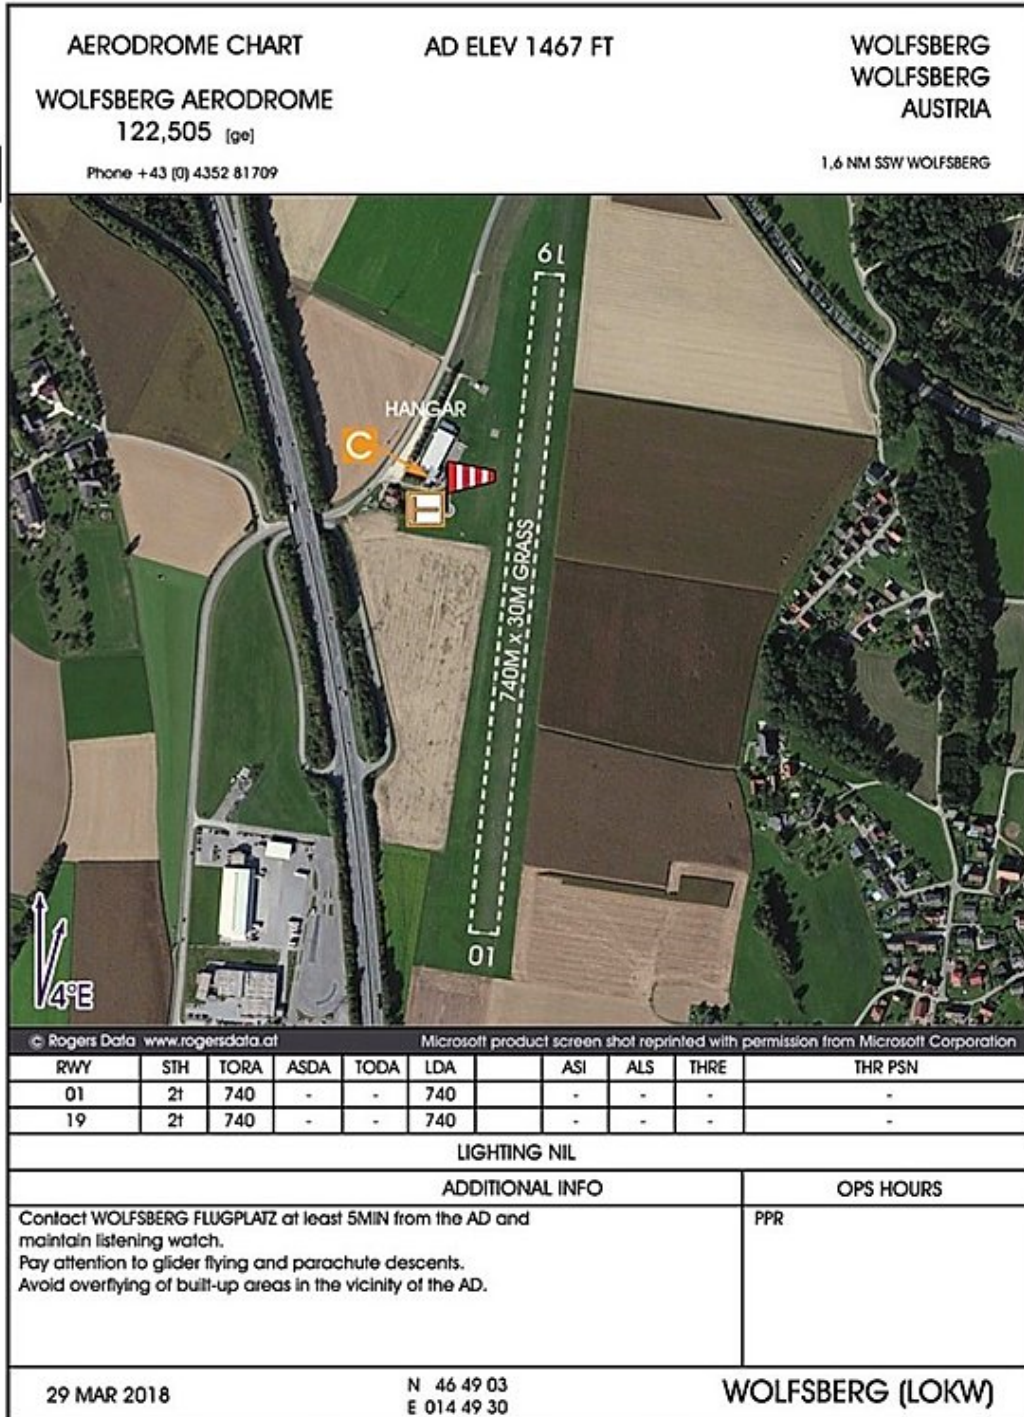 AERODROME CHART
AD ELEV 1467 FT
WOLFSBERG
WOLFSBERG
AUSTRIA
WOLFSBERG AERODROME
122,505 [ge]
Phone +43 (0) 4352 81709
1,6 NM SSW WOLFSBERG
19
HANGAR
C
740M x 30M GRASS
01
4°E
© Rogers Data www.rogersdata.at
Microsoft product screen shot reprinted with permission from Microsoft Corporation
RWY STH TORA ASDA TODA LDA ASI ALS THRE THR PSN
01 2t 740 - - 740 - - - -
19 2t 740 - - 740 - - - -
LIGHTING NIL
ADDITIONAL INFO
OPS HOURS
Contact WOLFSBERG FLUGPLATZ at least 5MIN from the AD and
maintain listening watch.
Pay attention to glider flying and parachute descents.
Avoid overflying of built-up areas in the vicinity of the AD.
PPR
29 MAR 2018
N 46 49 03
E 014 49 30
WOLFSBERG (LOKW)